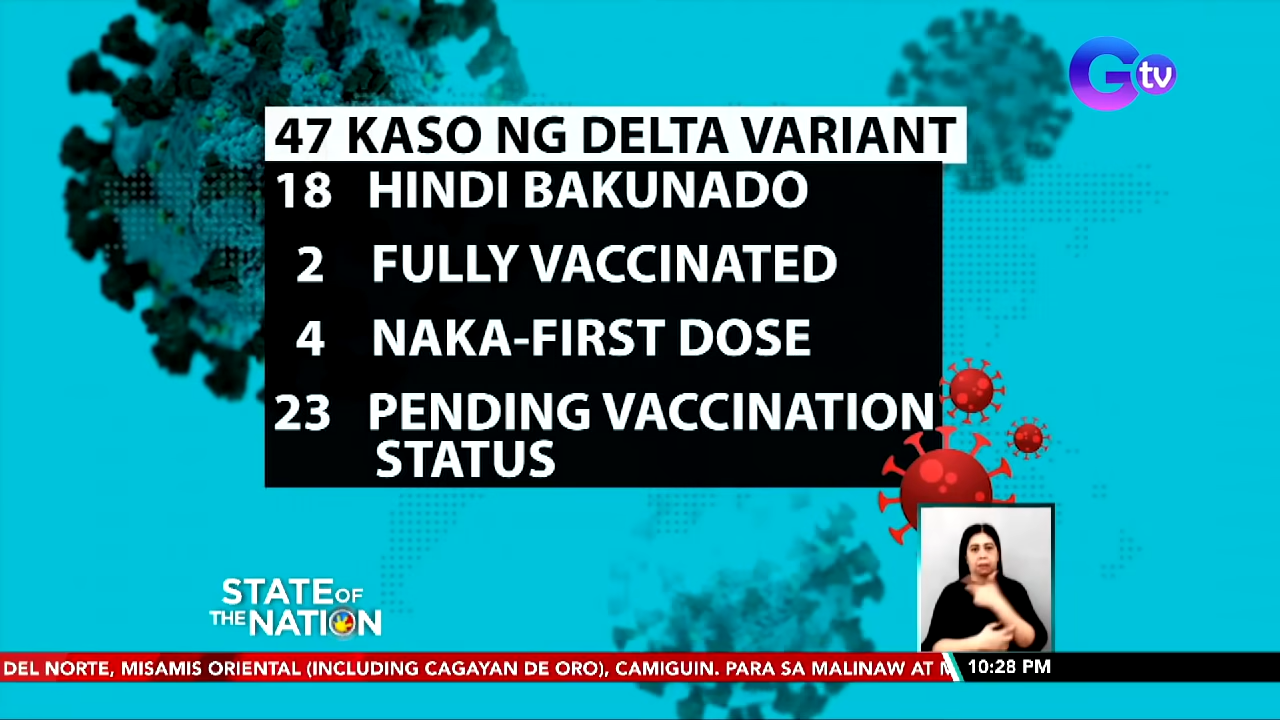 Gtv
47 KASO NG DELTA VARIANT
18 HINDI BAKUNADO
2 FULLY VACCINATED
4 NAKA-FIRST DOSE
23 PENDING VACCINATION
STATUS
STATE OF
THE NATION
DEL NORTE, MISAMIS ORIENTAL (INCLUDING CAGAYAN DE ORO), CAMIGUIN. PARA SA MALINAW AT
10:28 PM